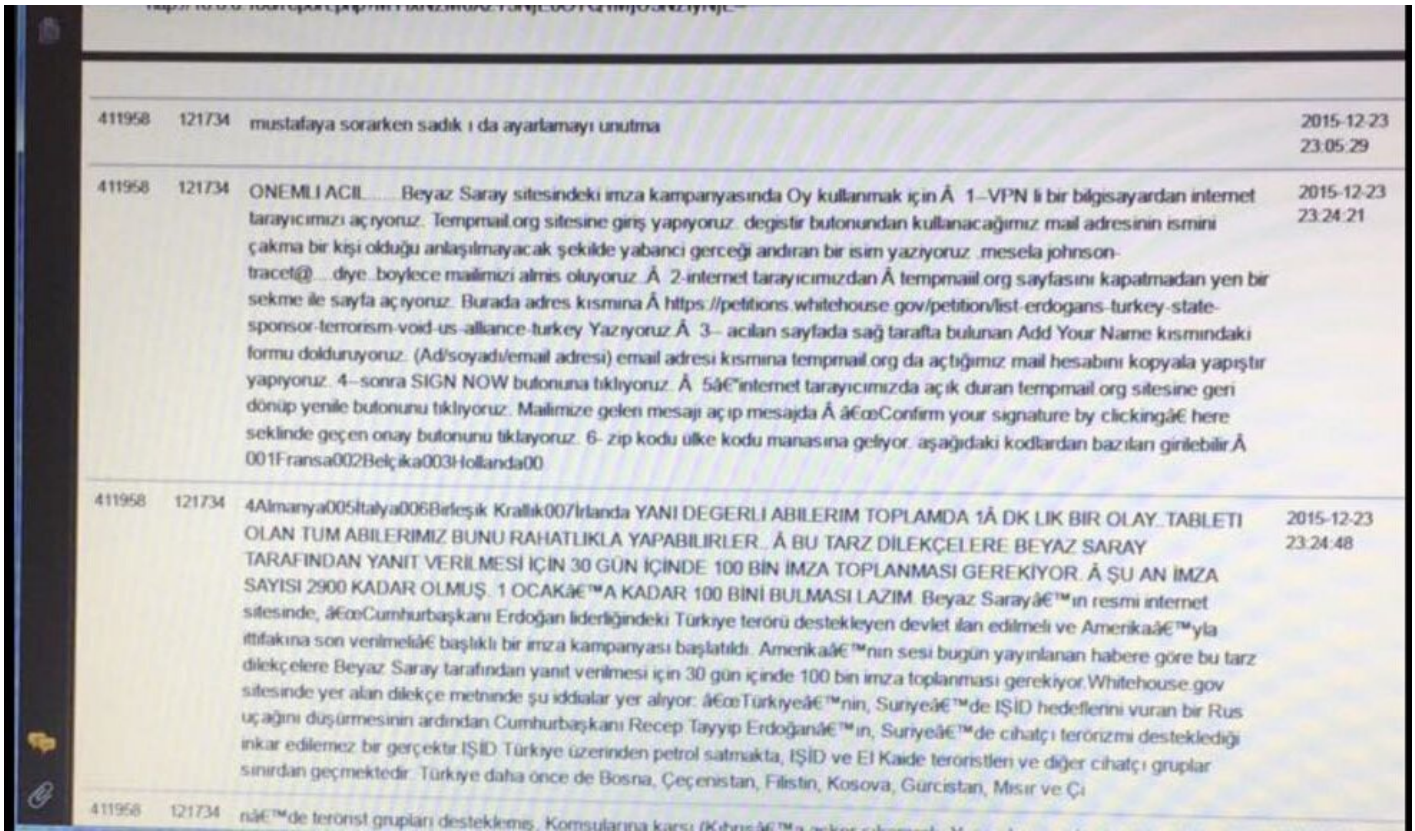 411958 121734 mustafaya sorarken sadık ı da ayarlamayı unutma 2015-12-23
23:05:29
411958 121734 ONEMLI ACIL........Beyaz Saray sitesindeki imza kampanyasında Oy kullanmak için Â 1–VPN li bir bilgisayardan internet 2015-12-23
tarayıcımızı açıyoruz. Tempmail.org sitesine giriş yapıyoruz. degistir butonundan kullanacağımız mail adresinin ismini 23:24:21
çakma bir kişi olduğu anlaşılmayacak şekilde yabanci gerceği andıran bir isim yaziyoruz .mesela johnson-
tracet@....diye..boylece mailimizi almis oluyoruz. Â 2-internet tarayıcımızdan Â tempmaiil.org sayfasını kapatmadan yen bir
sekme ile sayfa açıyoruz. Burada adres kısmına Â https://petitions.whitehouse.gov/petition/list-erdogans-turkey-state-
sponsor-terrorism-void-us-alliance-turkey Yazıyoruz.Â 3– acilan sayfada sağ tarafta bulunan Add Your Name kısmındaki
formu dolduruyoruz. (Ad/soyadı/email adresi) email adresi kısmına tempmail.org da açtığımız mail hesabını kopyala yapıştır
yapıyoruz. 4–sonra SIGN NOW butonuna tıklıyoruz. Â 5â€“internet tarayıcımızda açık duran tempmail.org sitesine geri
dönüp yenile butonunu tıklıyoruz. Mailimize gelen mesajı açıp mesajda Â â€œConfirm your signature by clickingâ€ here
seklinde geçen onay butonunu tiklayoruz. 6- zip kodu ülke kodu manasına geliyor. aşağıdaki kodlardan bazıları girilebilir.Â
001Fransa002Belçika003Hollanda00
411958 121734 4Almanya005İtalya006Birleşik Krallık007İrlanda YANI DEGERLI ABILERIM TOPLAMDA 1Â DK LIK BIR OLAY..TABLETI 2015-12-23
OLAN TUM ABILERIMIZ BUNU RAHATLIKLA YAPABILIRLER.. Â BU TARZ DİLEKÇELERE BEYAZ SARAY 23:24:48
TARAFINDAN YANIT VERİLMESİ İÇİN 30 GÜN İÇİNDE 100 BİN İMZA TOPLANMASI GEREKİYOR. Â ŞU AN İMZA
SAYISI 2900 KADAR OLMUŞ. 1 OCAKâ€™A KADAR 100 BİNİ BULMASI LAZIM. Beyaz Sarayâ€™ın resmi internet
sitesinde, â€œCumhurbaşkanı Erdoğan liderliğindeki Türkiye terörü destekleyen devlet ilan edilmeli ve Amerikaâ€™yla
ittifakına son verilmeliâ€ başlıklı bir imza kampanyası başlatıldı. Amerikaâ€™nın sesi bugün yayınlanan habere göre bu tarz
dilekçelere Beyaz Saray tarafından yanıt verilmesi için 30 gün içinde 100 bin imza toplanması gerekiyor.Whitehouse.gov
sitesinde yer alan dilekçe metninde şu iddialar yer alıyor: â€œTürkiyeâ€™nin, Suriyeâ€™de IŞİD hedeflerini vuran bir Rus
uçağını düşürmesinin ardından Cumhurbaşkanı Recep Tayyip Erdoğanâ€™ın, Suriyeâ€™de cihatçı terörizmi desteklediği
inkar edilemez bir gerçektir.IŞİD Türkiye üzerinden petrol satmakta, IŞİD ve El Kaide teröristleri ve diğer cihatçı gruplar
sınırdan geçmektedir. Türkiye daha önce de Bosna, Çeçenistan, Filistin, Kosova, Gürcistan, Mısır ve Çi
411958 121734 nâ€™de terörist grupları desteklemiş. Komşularına karşı